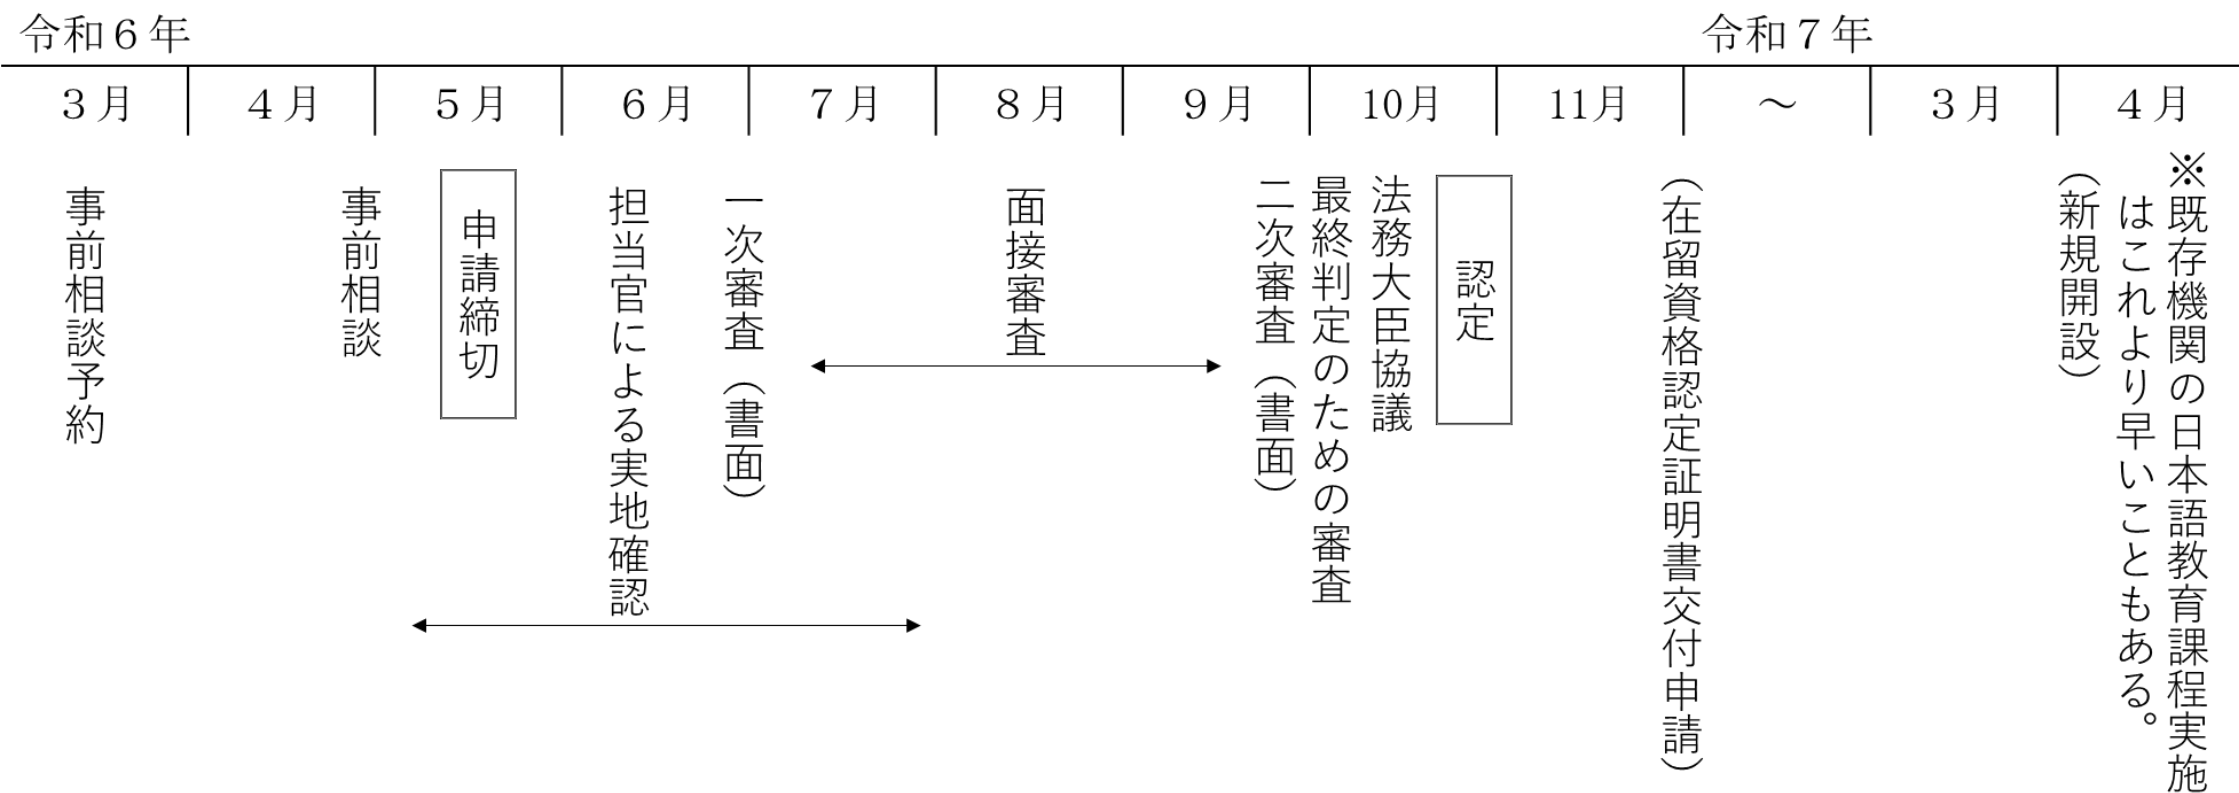 令和６年
令和７年
３月
４月
５月
６月
７月
８月
９月
10月
11月
～
３月
４月
事前相談予約
事前相談
申請締切
担当官による実地確認
一次審査（書面）
面接審査
二次審査（書面）
最終判定のための審査
法務大臣協議
認定
（在留資格認定証明書交付申請）
（新規開設）
※既存機関の日本語教育課程実施
はこれより早いこともある。